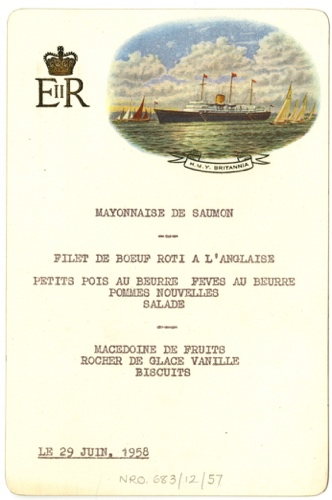 EIIR
H.M.Y. BRITANNIA
MAYONNAISE DE SAUMON
FILET DE BOEUF ROTI A L'ANGLAISE
PETITS POIS AU BEURRE FEVES AU BEURRE
POMMES NOUVELLES
SALADE
MACEDOINE DE FRUITS
ROCHER DE GLACE VANILLE
BISCUITS
LE 29 JUIN, 1958
NRO. 683/12/57